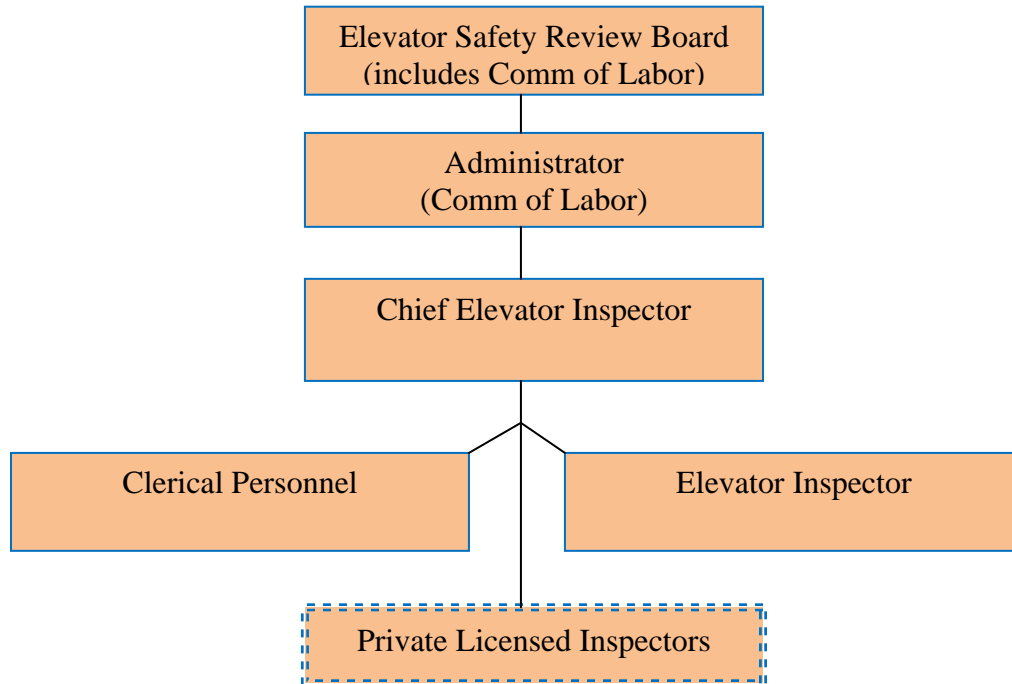 Elevator Safety Review Board
(includes Comm of Labor)
Administrator
(Comm of Labor)
Chief Elevator Inspector
Clerical Personnel
Elevator Inspector
Private Licensed Inspectors